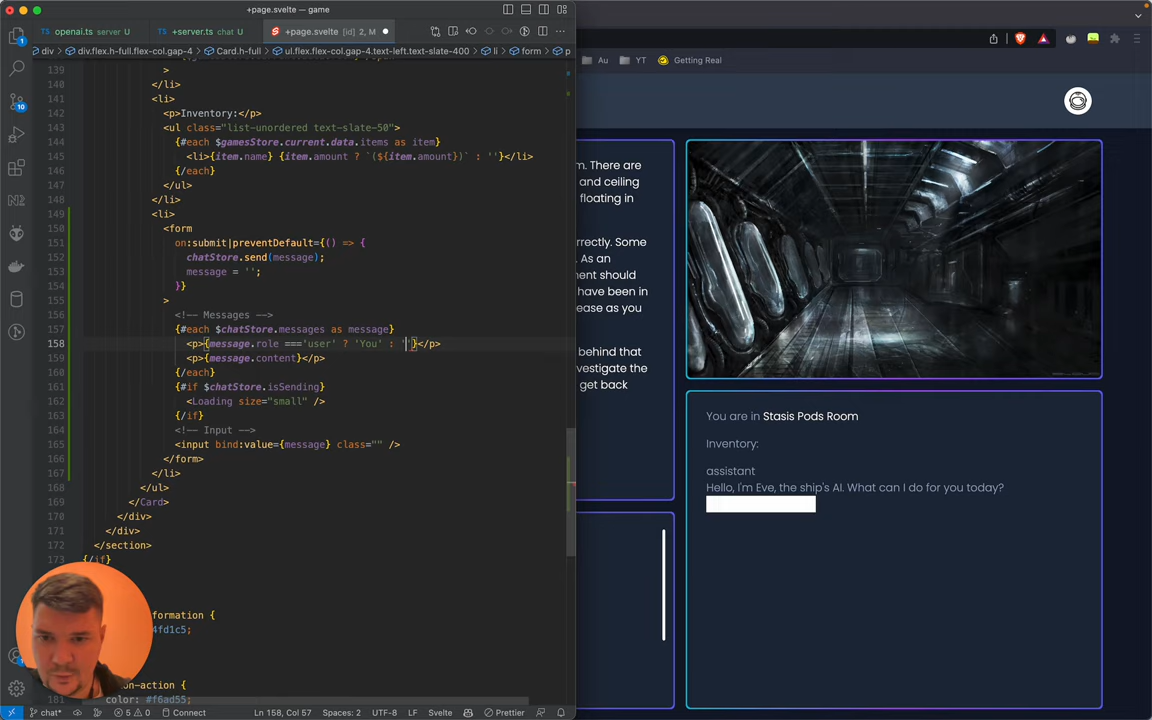 +page.svelte — game
TS openai.ts server U
TS +server.ts chat U
+page.svelte [id] 2, M
div > div.flex.h-full.flex-col.gap-4 > Card.h-full > ul.flex-col.gap-4.text-left.text-slate-400 > li > form > p
139 >
140 </li>
141 <li>
142 <p>Inventory:</p>
143 <ul class="list-unordered text-slate-50">
144 {#each $gamesStore.current.data.items as item}
145 <li>{item.name} {item.amount ? `(${item.amount})` : ''}</li>
146 {/each}
147 </ul>
148 </li>
149 <li>
150 <form
151 on:submit|preventDefault={() => {
152 chatStore.send(message);
153 message = '';
154 }}
155 >
156 <!-- Messages -->
157 {#each $chatStore.messages as message}
158 <p>{message.role ==='user' ? 'You' : ''}</p>
159 <p>{message.content}</p>
160 {/each}
161 {#if $chatStore.isSending}
162 <Loading size="small" />
163 {/if}
164 <!-- Input -->
165 <input bind:value={message} class="" />
166 </form>
167 </li>
168 </ul>
169 </Card>
170 </div>
171 </div>
172 </section>
173 {/if}
formation {
4fd1c5;
n-action {
181 color: #f6ad55;
chat*
5 0
Connect
Ln 158, Col 57
Spaces: 2
UTF-8
LF
Svelte
Prettier
Au
YT
Getting Real
m. There are
and ceiling
floating in
rrectly. Some
. As an
ment should
have been in
ease as you
behind that
vestigate the
get back
You are in Stasis Pods Room
Inventory:
assistant
Hello, I'm Eve, the ship's AI. What can I do for you today?